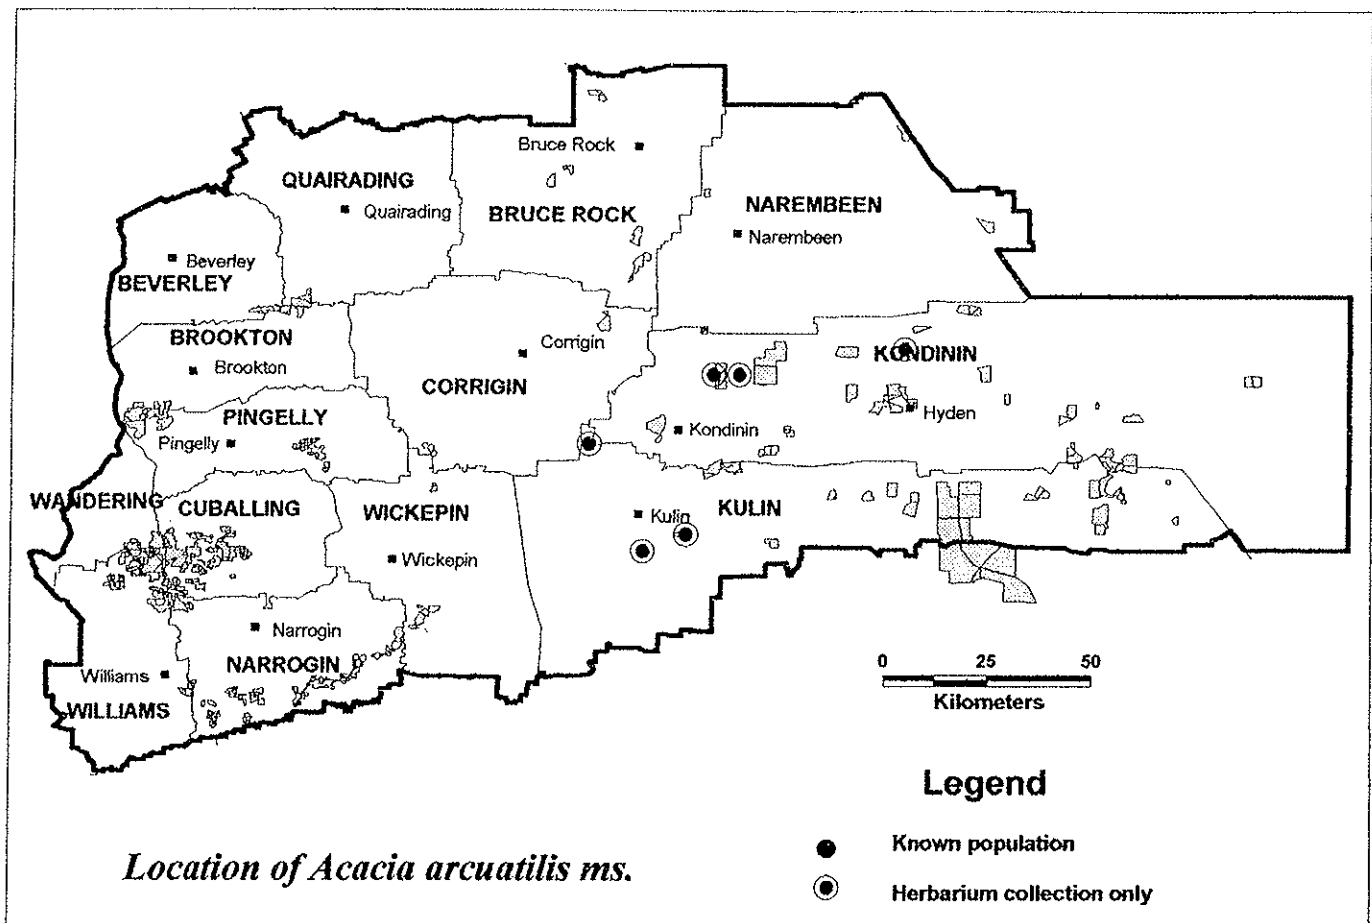 Bruce Rock
QUAIRADING
Quairading
BRUCE ROCK
NAREMBEEN
Narembeen
Beverley
BEVERLEY
BROOKTON
Brookton
Corrigin
CORRIGIN
KONDININ
Hyden
PINGELLY
Pingelly
Kondinin
WANDERING
CUBALLING
WICKEPIN
Wickepin
Kulin
KULIN
Narrogin
NARROGIN
Williams
WILLIAMS
0 25 50
Kilometers
Legend
Known population
Herbarium collection only
Location of Acacia arcuatilis ms.